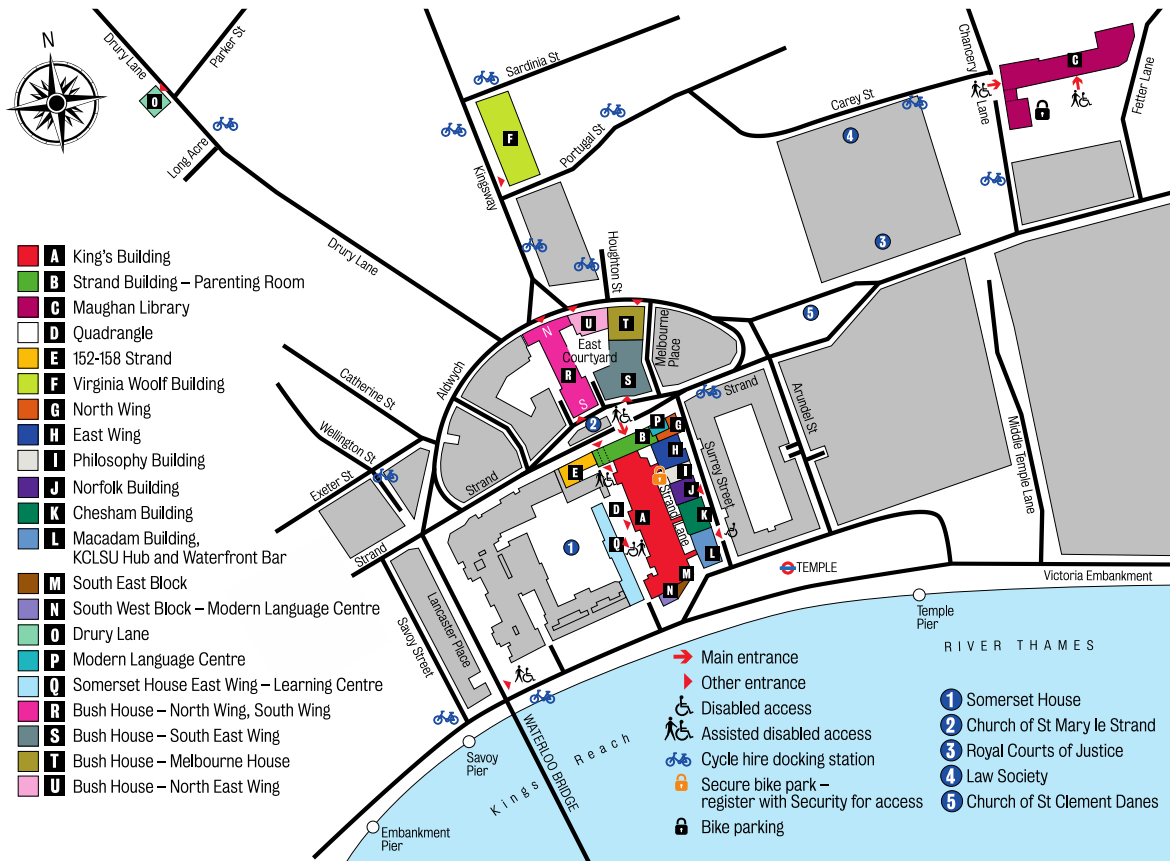 N
Drury Lane
Parker St
O
Long Acre
Drury Lane
Sardinia St
F
Kingsway
Portugal St
Houghton St
Chancery
Lane
C
Carey St
Fetter Lane
4
3
5
A King's Building
B Strand Building – Parenting Room
C Maughan Library
D Quadrangle
E 152-158 Strand
F Virginia Woolf Building
G North Wing
H East Wing
I Philosophy Building
J Norfolk Building
K Chesham Building
L Macadam Building,
KCLSU Hub and Waterfront Bar
M South East Block
N South West Block – Modern Language Centre
O Drury Lane
P Modern Language Centre
Q Somerset House East Wing – Learning Centre
R Bush House – North Wing, South Wing
S Bush House – South East Wing
T Bush House – Melbourne House
U Bush House – North East Wing
Aldwych
Catherine St
Wellington St
Exeter St
Strand
Strand
N
U
T
East
Courtyard
R
S
S
Melbourne
Place
2
Strand
Arundel St
Surrey Street
Middle Temple Lane
P
G
B
H
E
I
J
D
A
Strand Lane
K
Q
L
1
M
N
TEMPLE
Victoria Embankment
Lancaster Place
Savoy Street
Temple
Pier
RIVER THAMES
Savoy
Pier
WATERLOO BRIDGE
Kings Reach
Embankment
Pier
Main entrance
Other entrance
Disabled access
Assisted disabled access
Cycle hire docking station
Secure bike park –
register with Security for access
Bike parking
1 Somerset House
2 Church of St Mary le Strand
3 Royal Courts of Justice
4 Law Society
5 Church of St Clement Danes